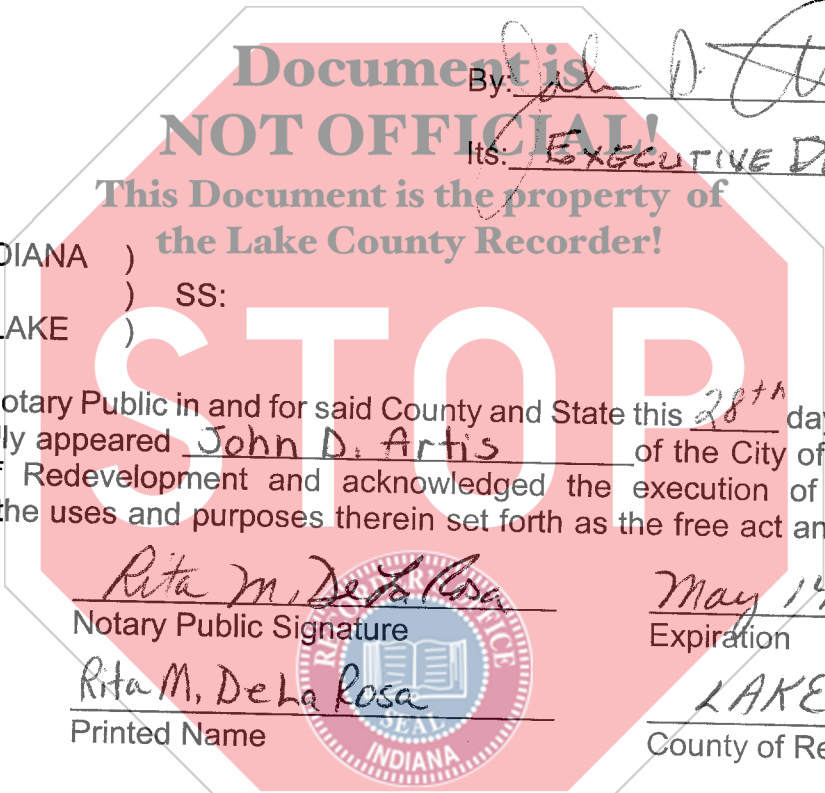 Document is
By: John D.
NOT OFFICIAL!
Its: EXECUTIVE D
This Document is the property of
the Lake County Recorder!
DIANA )
) SS:
LAKE )
STOP
otary Public in and for said County and State this 28th day
lly appeared John D. Artis of the City of
Redevelopment and acknowledged the execution of
the uses and purposes therein set forth as the free act an
Rita M. De La Rosa
May 14
Notary Public Signature
Expiration
RECORDER OFFICE
Rita M. DeLa Rosa
LAKE
SEAL
Printed Name
County of Re
INDIANA